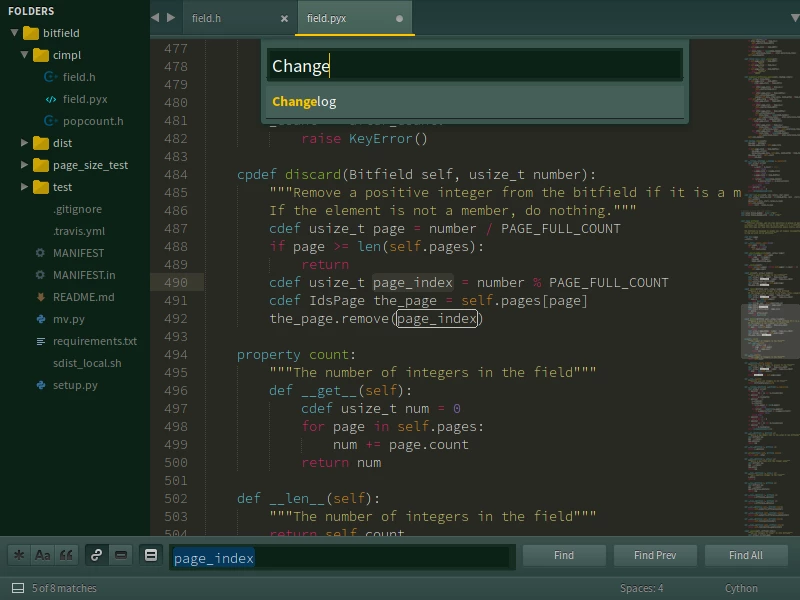 FOLDERS
bitfield
cimpl
field.h
field.pyx
popcount.h
dist
page_size_test
test
.gitignore
.travis.yml
MANIFEST
MANIFEST.in
README.md
mv.py
requirements.txt
sdist_local.sh
setup.py
field.h
field.pyx
Change
Changelog
477
478
479
480
481
482 raise KeyError()
483
484 cpdef discard(Bitfield self, usize_t number):
485 """Remove a positive integer from the bitfield if it is a m
486 If the element is not a member, do nothing."""
487 cdef usize_t page = number / PAGE_FULL_COUNT
488 if page >= len(self.pages):
489 return
490 cdef usize_t page_index = number % PAGE_FULL_COUNT
491 cdef IdsPage the_page = self.pages[page]
492 the_page.remove(page_index)
493
494 property count:
495 """The number of integers in the field"""
496 def __get__(self):
497 cdef usize_t num = 0
498 for page in self.pages:
499 num += page.count
500 return num
501
502 def __len__(self):
503 """The number of integers in the field"""
504 return self.count
Aa
page_index
Find
Find Prev
Find All
5 of 8 matches
Spaces: 4
Cython